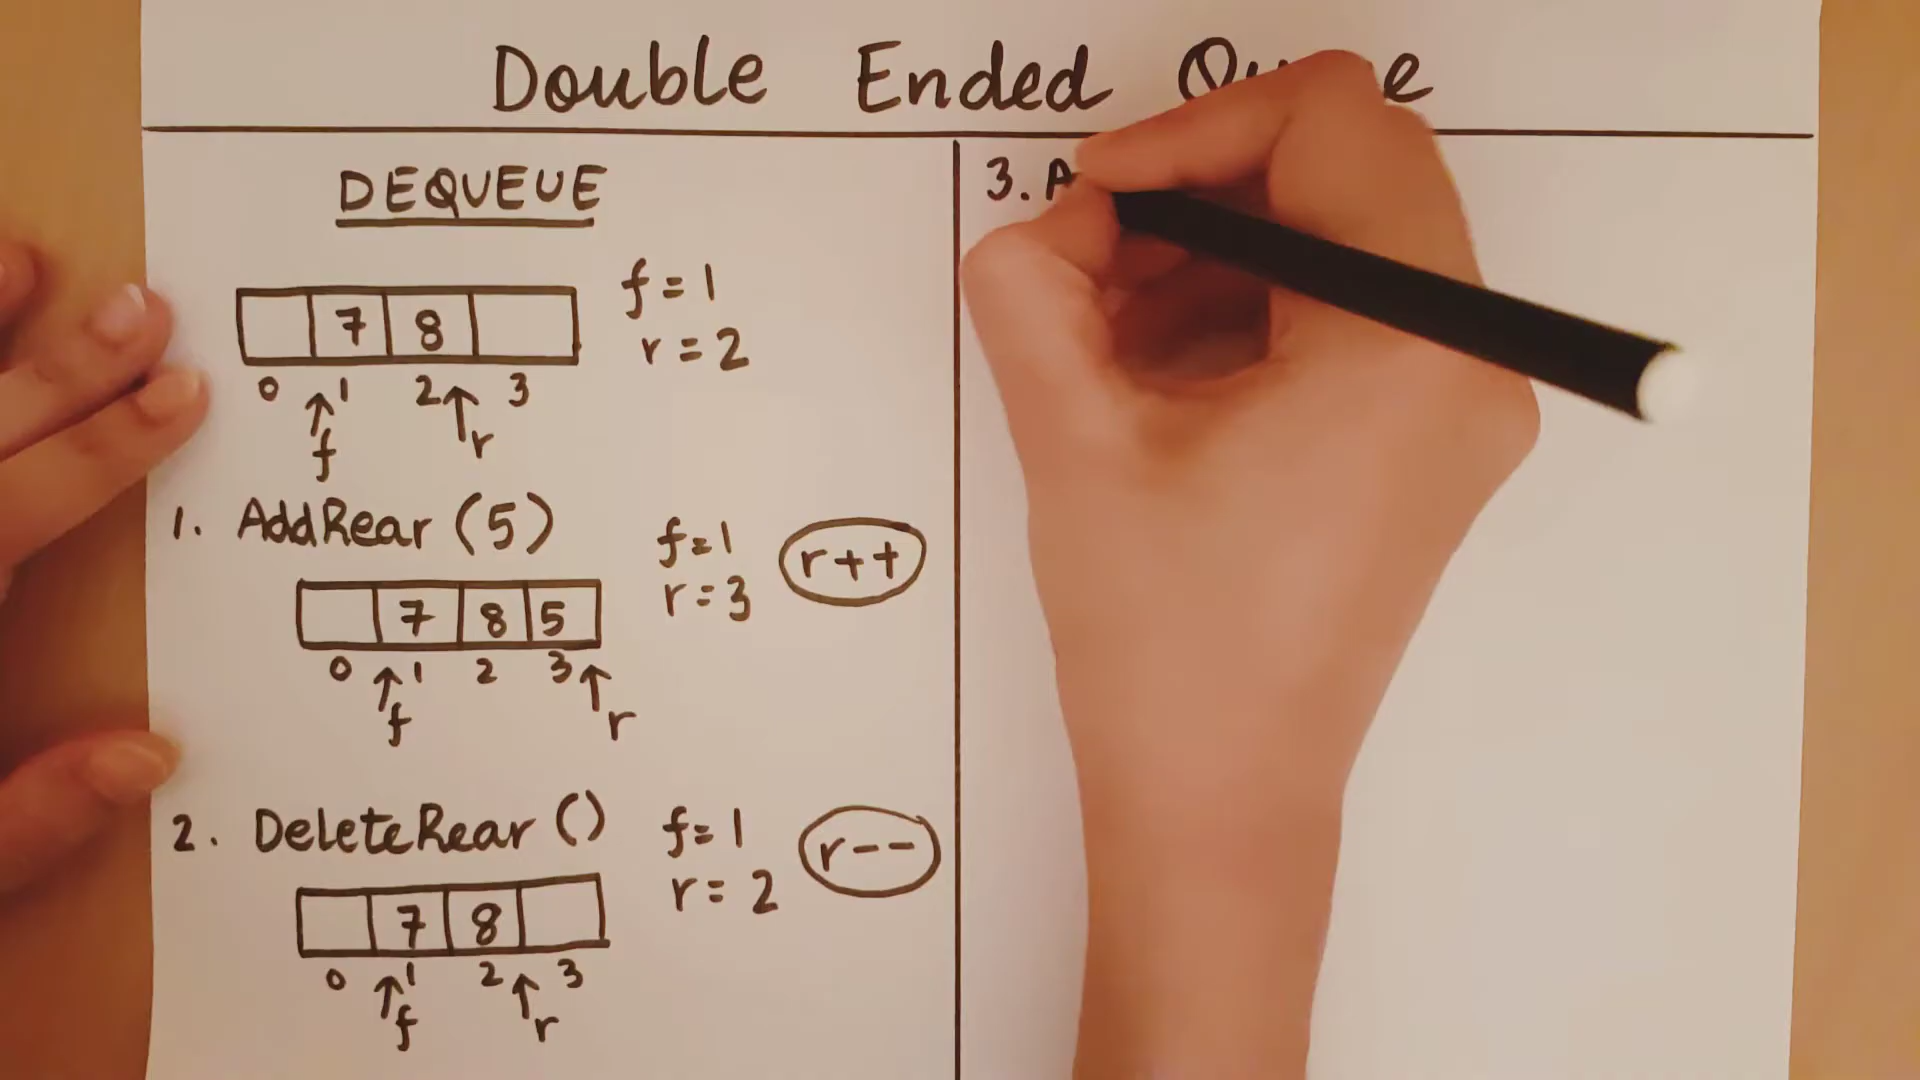 Double Ended
DEQUEUE
7 8 f=1
r=2
0 1 2 3
f r
1. AddRear (5) f=1 r++
r=3
7 8 5
0 1 2 3
f r
2. DeleteRear () f=1 r--
r=2
7 8
0 1 2 3
f r
3. A